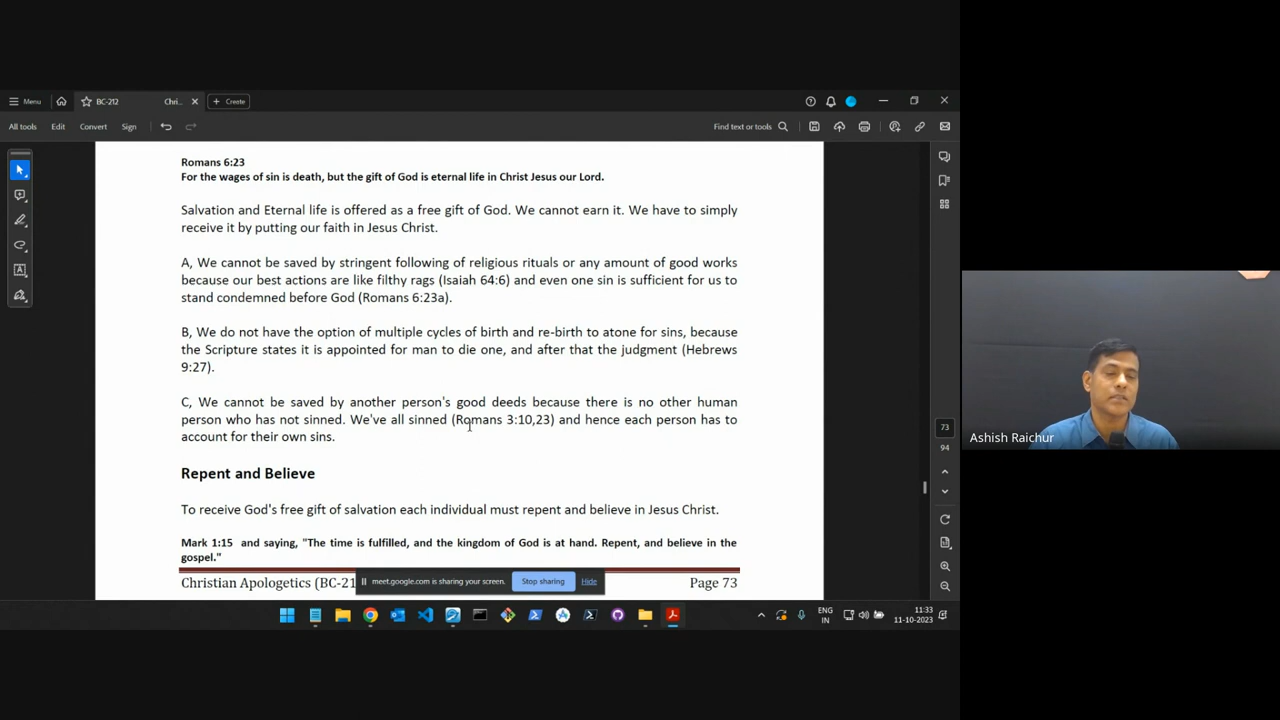 Menu
BC-212
Chri...
Create
All tools
Edit
Convert
Sign
Find text or tools
Romans 6:23
For the wages of sin is death, but the gift of God is eternal life in Christ Jesus our Lord.
Salvation and Eternal life is offered as a free gift of God. We cannot earn it. We have to simply
receive it by putting our faith in Jesus Christ.
A, We cannot be saved by stringent following of religious rituals or any amount of good works
because our best actions are like filthy rags (Isaiah 64:6) and even one sin is sufficient for us to
stand condemned before God (Romans 6:23a).
B, We do not have the option of multiple cycles of birth and re-birth to atone for sins, because
the Scripture states it is appointed for man to die one, and after that the judgment (Hebrews
9:27).
C, We cannot be saved by another person's good deeds because there is no other human
person who has not sinned. We've all sinned (Romans 3:10,23) and hence each person has to
account for their own sins.
73
94
Ashish Raichur
Repent and Believe
To receive God's free gift of salvation each individual must repent and believe in Jesus Christ.
Mark 1:15 and saying, "The time is fulfilled, and the kingdom of God is at hand. Repent, and believe in the
gospel."
Christian Apologetics (BC-21
Page 73
meet.google.com is sharing your screen.
Stop sharing
Hide
ENG
IN
11:33
11-10-2023